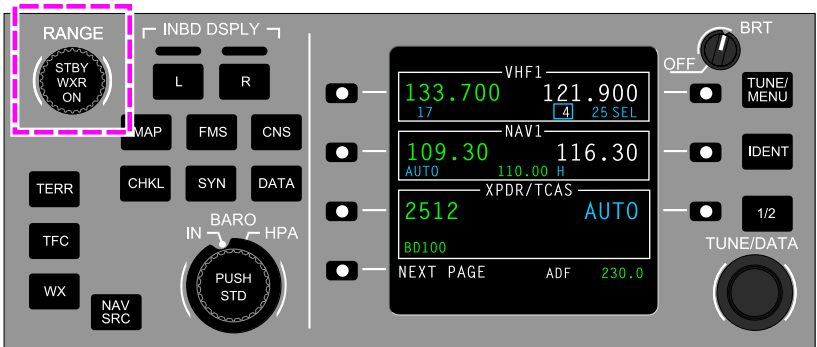 RANGE
STBY
WXR
ON
INBD DSPLY
L R
MAP FMS CNS
TERR
CHKL SYN DATA
TFC
BARO
IN HPA
PUSH
STD
WX
NAV
SRC
BRT
OFF
VHF1
133.700 121.900
17 4 25 SEL
NAV1
109.30 116.30
AUTO 110.00 H
XPDR/TCAS
2512 AUTO
BD100
NEXT PAGE ADF 230.0
TUNE/
MENU
IDENT
1/2
TUNE/DATA